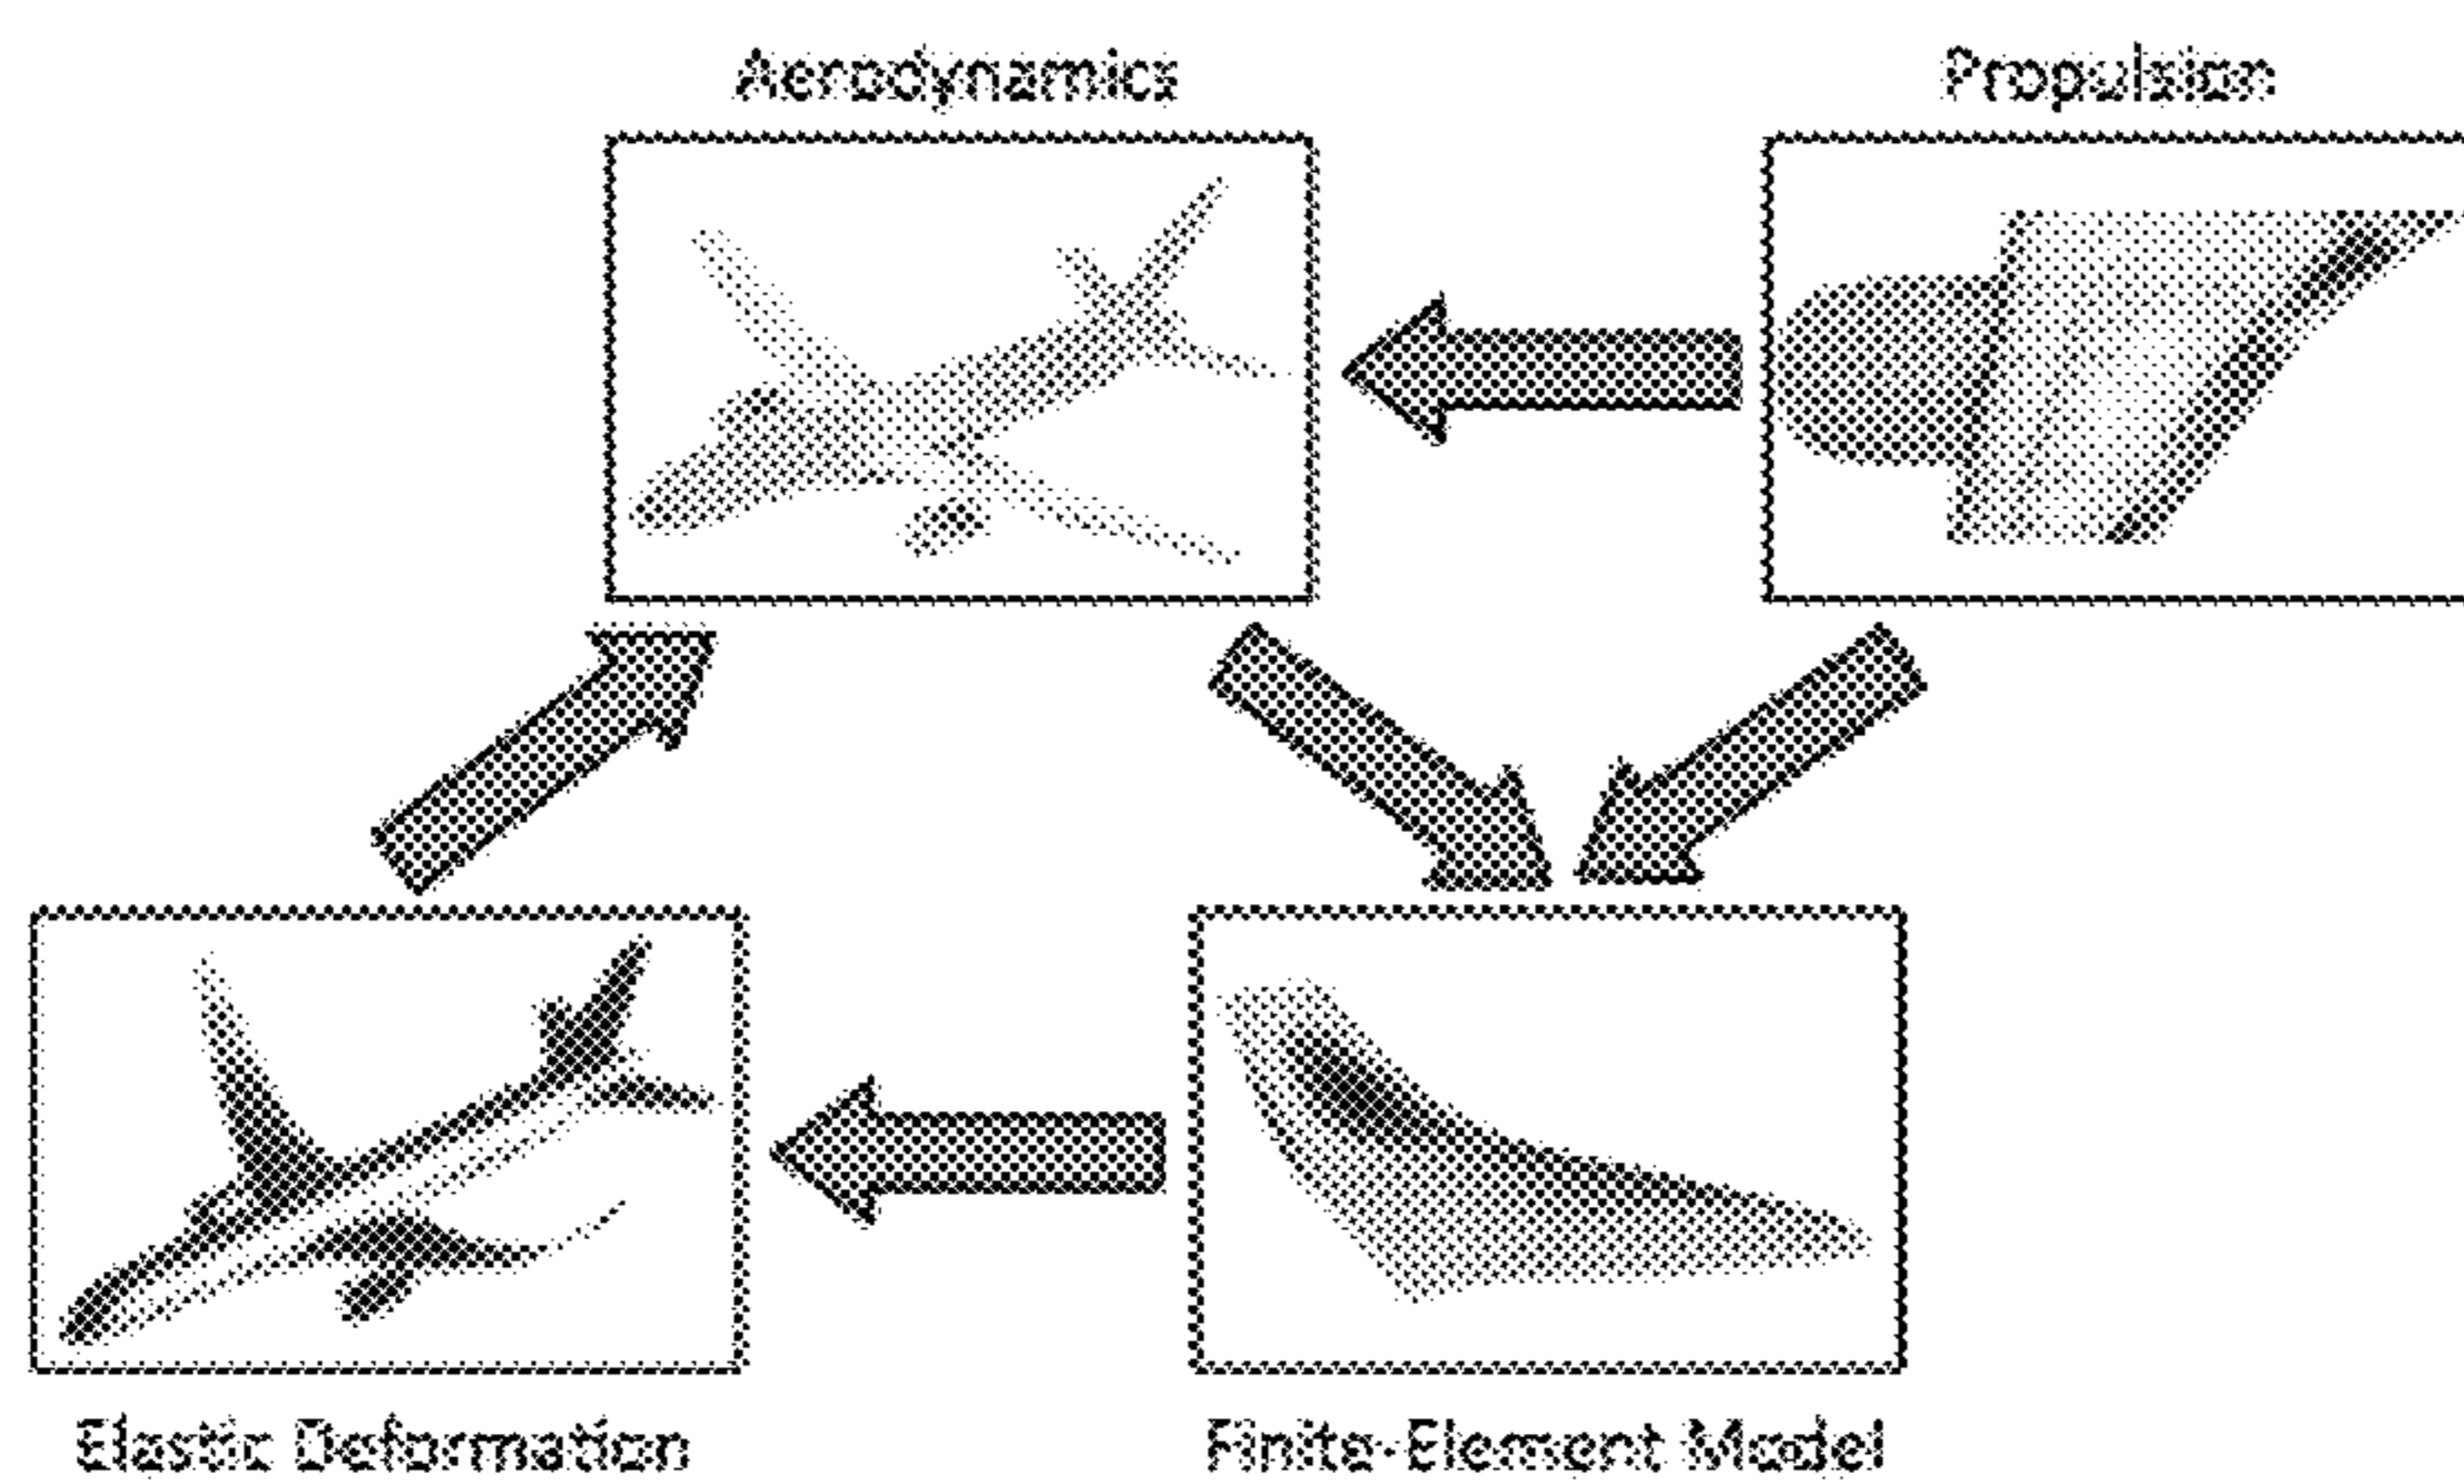 Aerodynamics
Propulsion
Elastic Deformation
Finite-Element Model